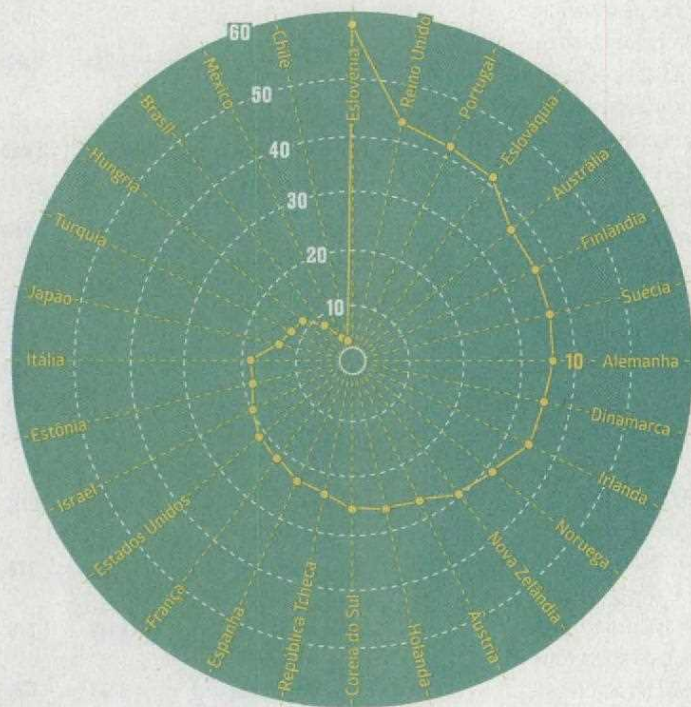 60
50
40
30
20
10
10
Eslovênia
Reino Unido
Portugal
Eslováquia
Austrália
Finlândia
Suécia
Alemanha
Dinamarca
Irlanda
Noruega
Nova Zelândia
Áustria
Holanda
Coreia do Sul
República Tcheca
Espanha
França
Estados Unidos
Israel
Estônia
Itália
Japão
Turquia
Hungria
Brasil
México
Chile